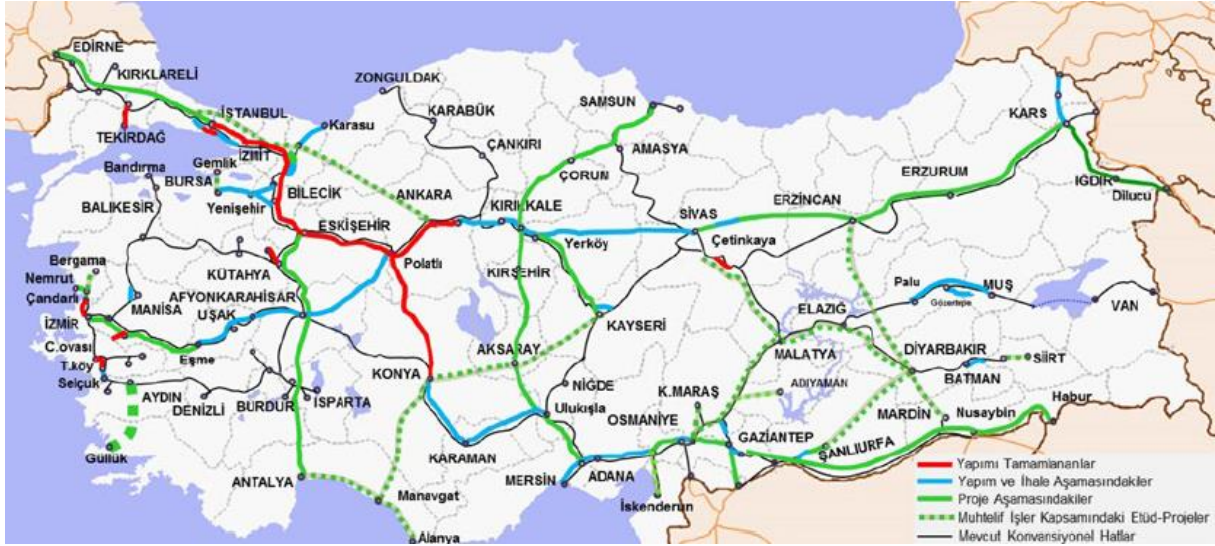 EDİRNE
KIRKLARELİ
TEKİRDAĞ
İSTANBUL
İZMİT
Karasu
ZONGULDAK
KARABÜK
ÇANKIRI
SAMSUN
AMASYA
ÇORUM
KARS
IĞDIR
Dilucu
ERZURUM
ERZİNCAN
SİVAS
Çetinkaya
Bandırma
Gemlik
BURSA
Yenişehir
BİLECİK
BALIKESİR
ESKİŞEHİR
ANKARA
KIRIKKALE
Yerköy
KIRŞEHİR
Polatlı
KÜTAHYA
Bergama
Nemrut
Çandarlı
MANİSA
AFYONKARAHİSAR
UŞAK
İZMİR
Eşme
C.ovası
T.köy
Selçuk
AYDIN
DENİZLİ
BURDUR
ISPARTA
Güllük
ANTALYA
Manavgat
Alanya
KONYA
AKSARAY
KAYSERİ
NİĞDE
Ulukışla
KARAMAN
MERSİN
ADANA
OSMANİYE
K.MARAŞ
İskenderun
GAZİANTEP
ADIYAMAN
MALATYA
ELAZIĞ
Palu
Gözertepe
MUŞ
VAN
DİYARBAKIR
BATMAN
SİİRT
MARDİN
Nusaybin
Habur
ŞANLIURFA
Yapımı Tamamlananlar
Yapım ve İhale Aşamasındakiler
Proje Aşamasındakiler
Muhtelif İşler Kapsamındaki Etüd-Projeler
Mevcut Konvansiyonel Hatlar